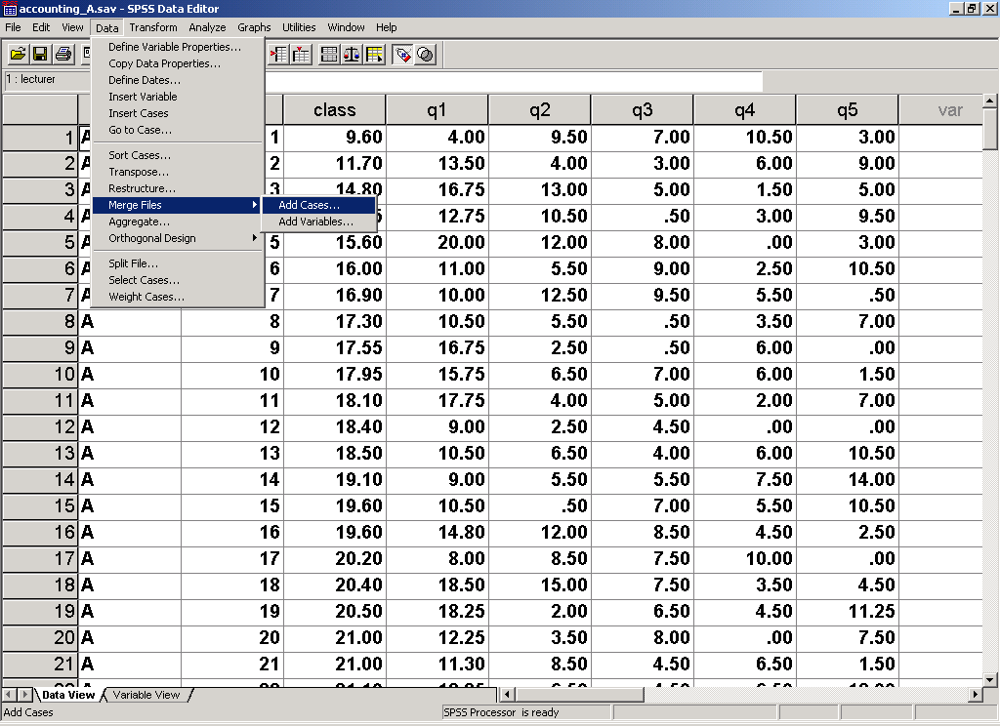 accounting_A.sav - SPSS Data Editor
File Edit View Data Transform Analyze Graphs Utilities Window Help
Define Variable Properties...
Copy Data Properties...
1 : lecturer
Define Dates...
Insert Variable
Insert Cases
Go to Case...
Sort Cases...
Transpose...
Restructure...
Merge Files
Add Cases...
Add Variables...
Aggregate...
Orthogonal Design
Split File...
Select Cases...
Weight Cases...
class q1 q2 q3 q4 q5 var
1 A 1 9.60 4.00 9.50 7.00 10.50 3.00
2 A 2 11.70 13.50 4.00 3.00 6.00 9.00
3 A 3 14.80 16.75 13.00 5.00 1.50 5.00
4 A 5 12.75 10.50 .50 3.00 9.50
5 A 5 15.60 20.00 12.00 8.00 .00 3.00
6 A 6 16.00 11.00 5.50 9.00 2.50 10.50
7 A 7 16.90 10.00 12.50 9.50 5.50 .50
8 A 8 17.30 10.50 5.50 .50 3.50 7.00
9 A 9 17.55 16.75 2.50 .50 6.00 .00
10 A 10 17.95 15.75 6.50 7.00 6.00 1.50
11 A 11 18.10 17.75 4.00 5.00 2.00 7.00
12 A 12 18.40 9.00 2.50 4.50 .00 .00
13 A 13 18.50 10.50 6.50 4.00 6.00 10.50
14 A 14 19.10 9.00 5.50 5.50 7.50 14.00
15 A 15 19.60 10.50 .50 7.00 5.50 10.50
16 A 16 19.60 14.80 12.00 8.50 4.50 2.50
17 A 17 20.20 8.00 8.50 7.50 10.00 .00
18 A 18 20.40 18.50 15.00 7.50 3.50 4.50
19 A 19 20.50 18.25 2.00 6.50 4.50 11.25
20 A 20 21.00 12.25 3.50 8.00 .00 7.50
21 A 21 21.00 11.30 8.50 4.50 6.50 1.50
Data View Variable View
Add Cases SPSS Processor is ready